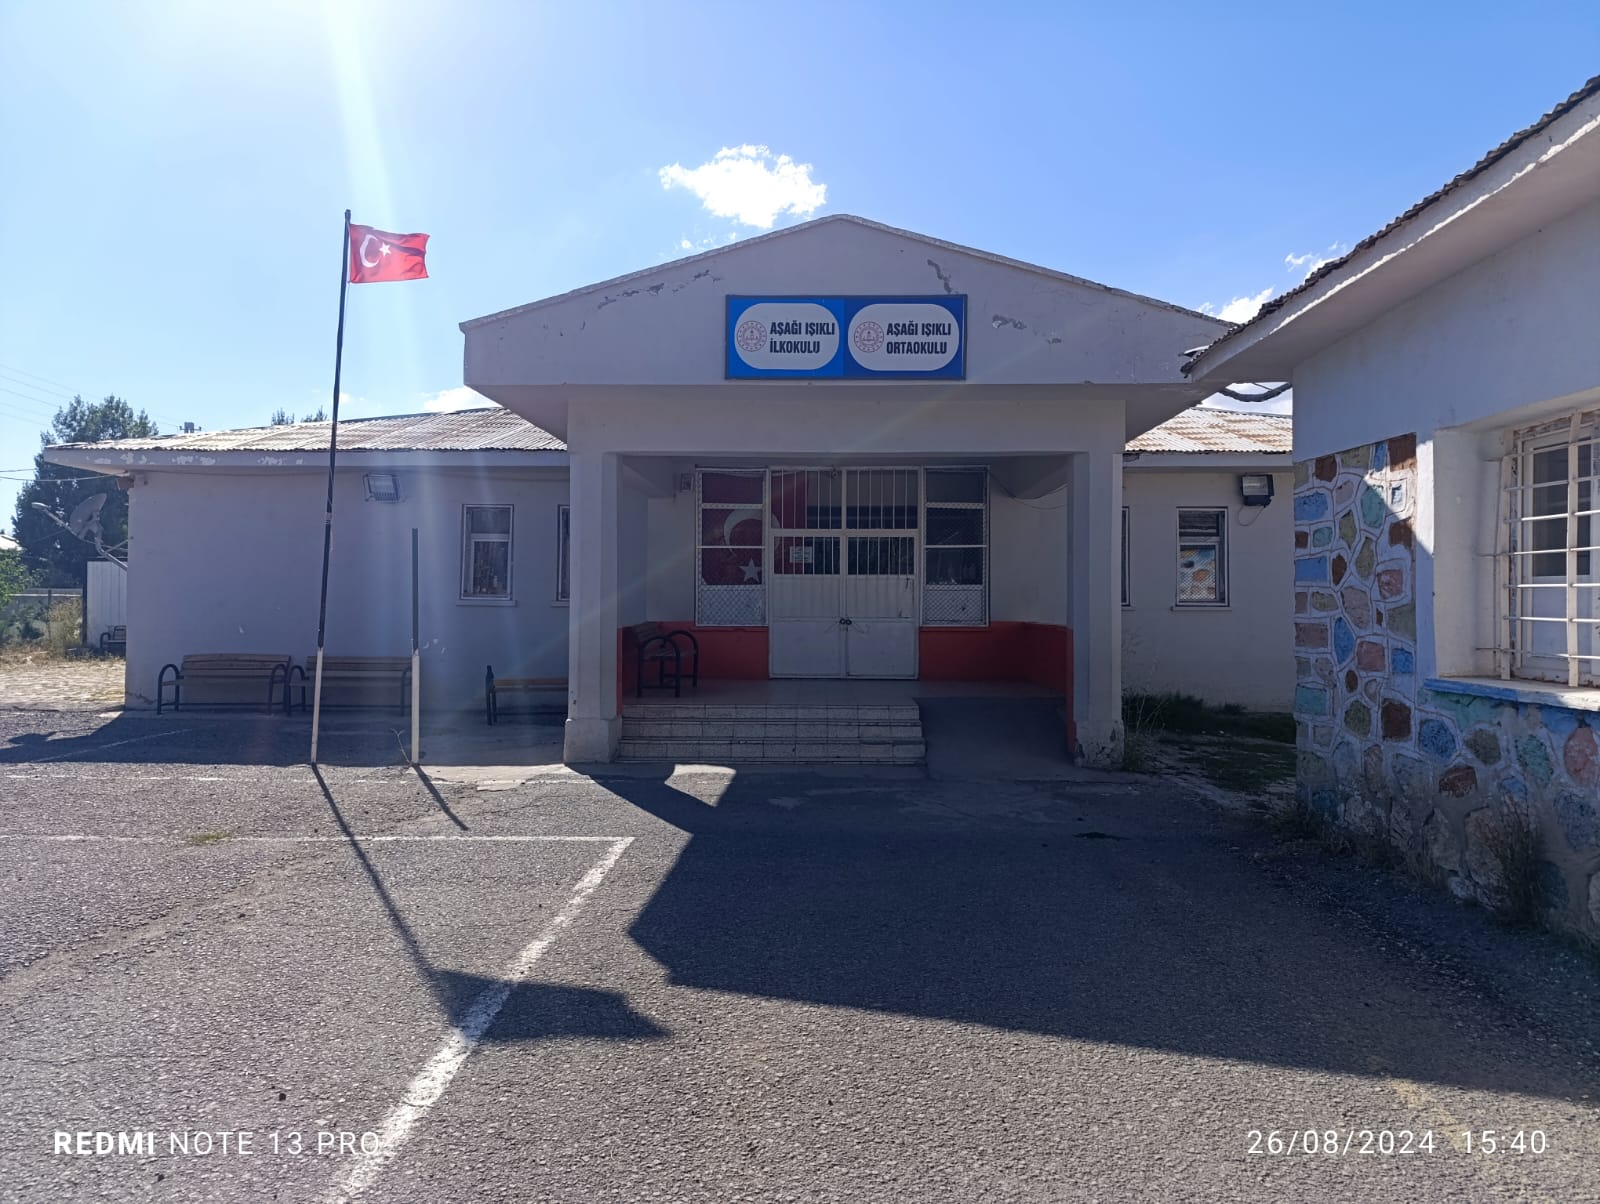 AŞAĞI IŞIKLI
İLKOKULU
AŞAĞI IŞIKLI
ORTAOKULU
REDMI NOTE 13 PRO
26/08/2024 15:40